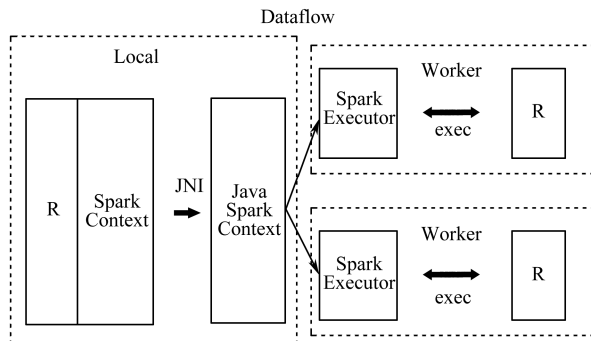 Dataflow
Local
R
Spark
Context
JNI
Java
Spark
Context
Worker
Spark
Executor
exec
R
Worker
Spark
Executor
exec
R